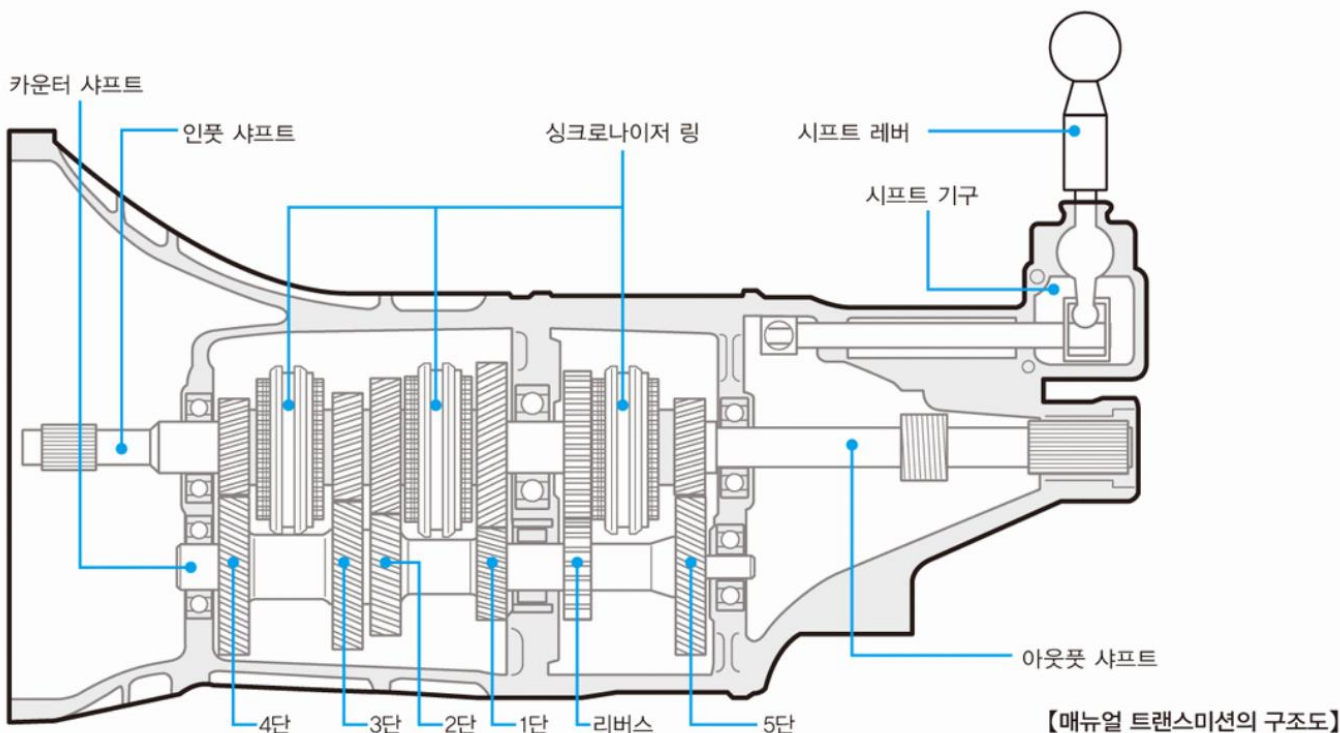 카운터 샤프트
인풋 샤프트
싱크로나이저 링
시프트 레버
시프트 기구
아웃풋 샤프트
4단
3단
2단
1단
리버스
5단
【매뉴얼 트랜스미션의 구조도】